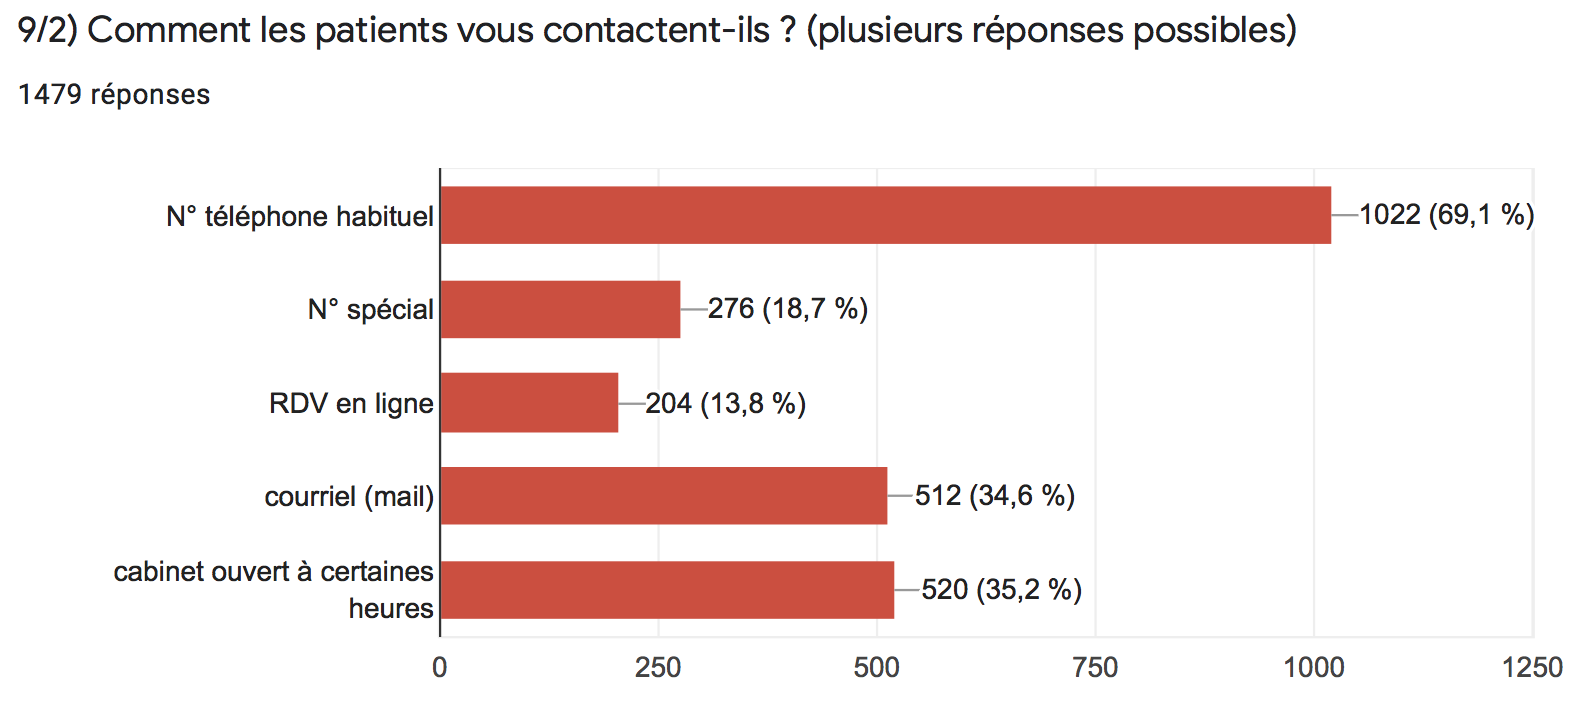 9/2) Comment les patients vous contactent-ils ? (plusieurs réponses possibles)
1479 réponses
N° téléphone habituel
1022 (69,1 %)
N° spécial
276 (18,7 %)
RDV en ligne
204 (13,8 %)
courriel (mail)
512 (34,6 %)
cabinet ouvert à certaines
heures
520 (35,2 %)
0 250 500 750 1000 1250